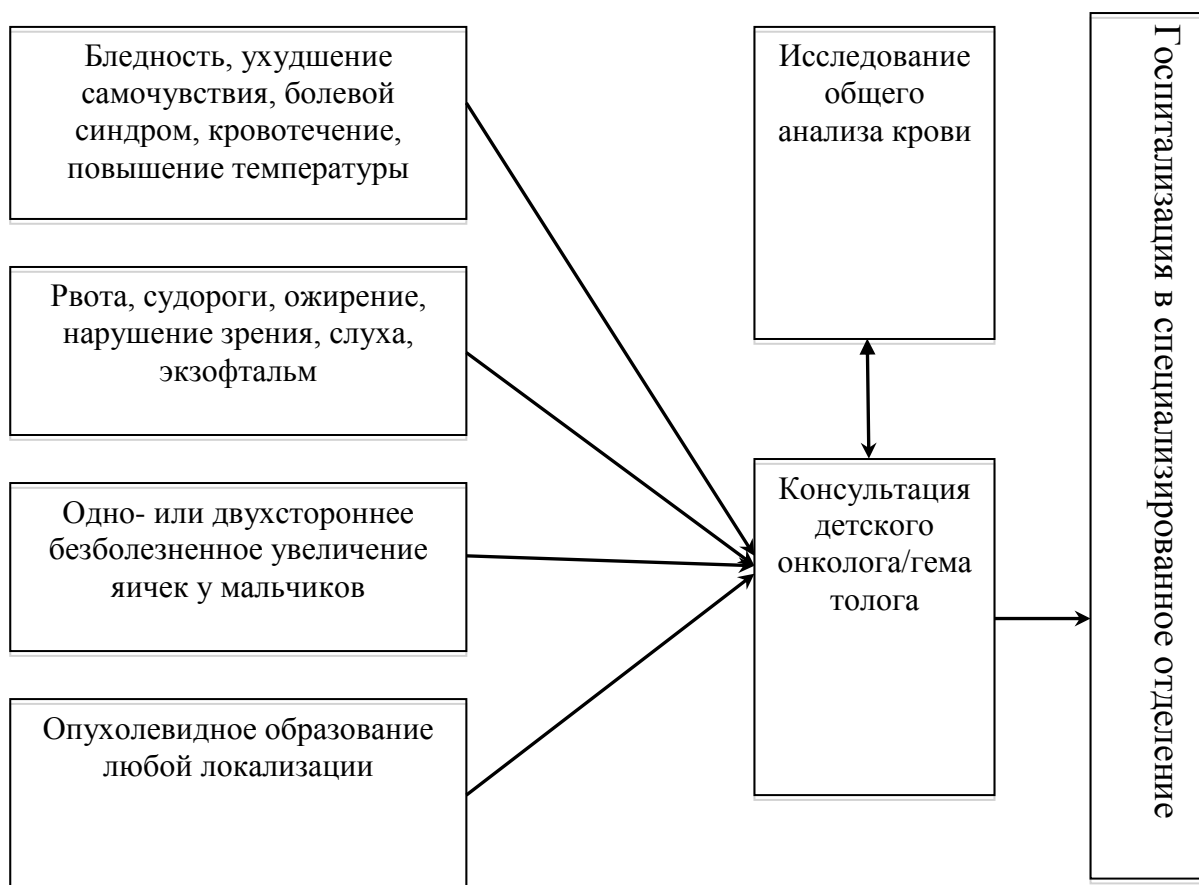 Бледность, ухудшение
самочувствия, болевой
синдром, кровотечение,
повышение температуры
Рвота, судороги, ожирение,
нарушение зрения, слуха,
экзофтальм
Одно- или двухстороннее
безболезненное увеличение
яичек у мальчиков
Опухолевидное образование
любой локализации
Исследование
общего
анализа крови
Консультация
детского
онколога/гема
толога
Госпитализация в специализированное отделение